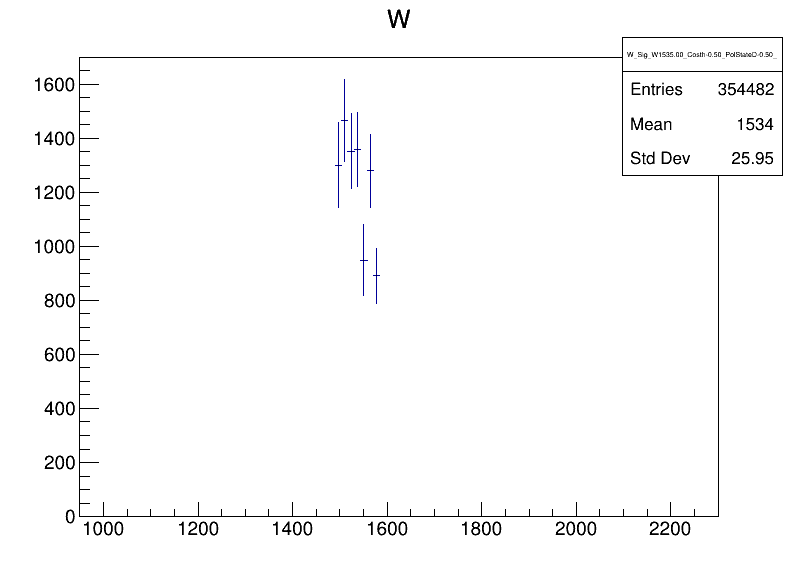 W
W_Sig_W1535.00_Costh-0.50_PolStateD-0.50_
Entries 354482
Mean 1534
Std Dev 25.95
1600
1400
1200
1000
800
600
400
200
0
1000 1200 1400 1600 1800 2000 2200